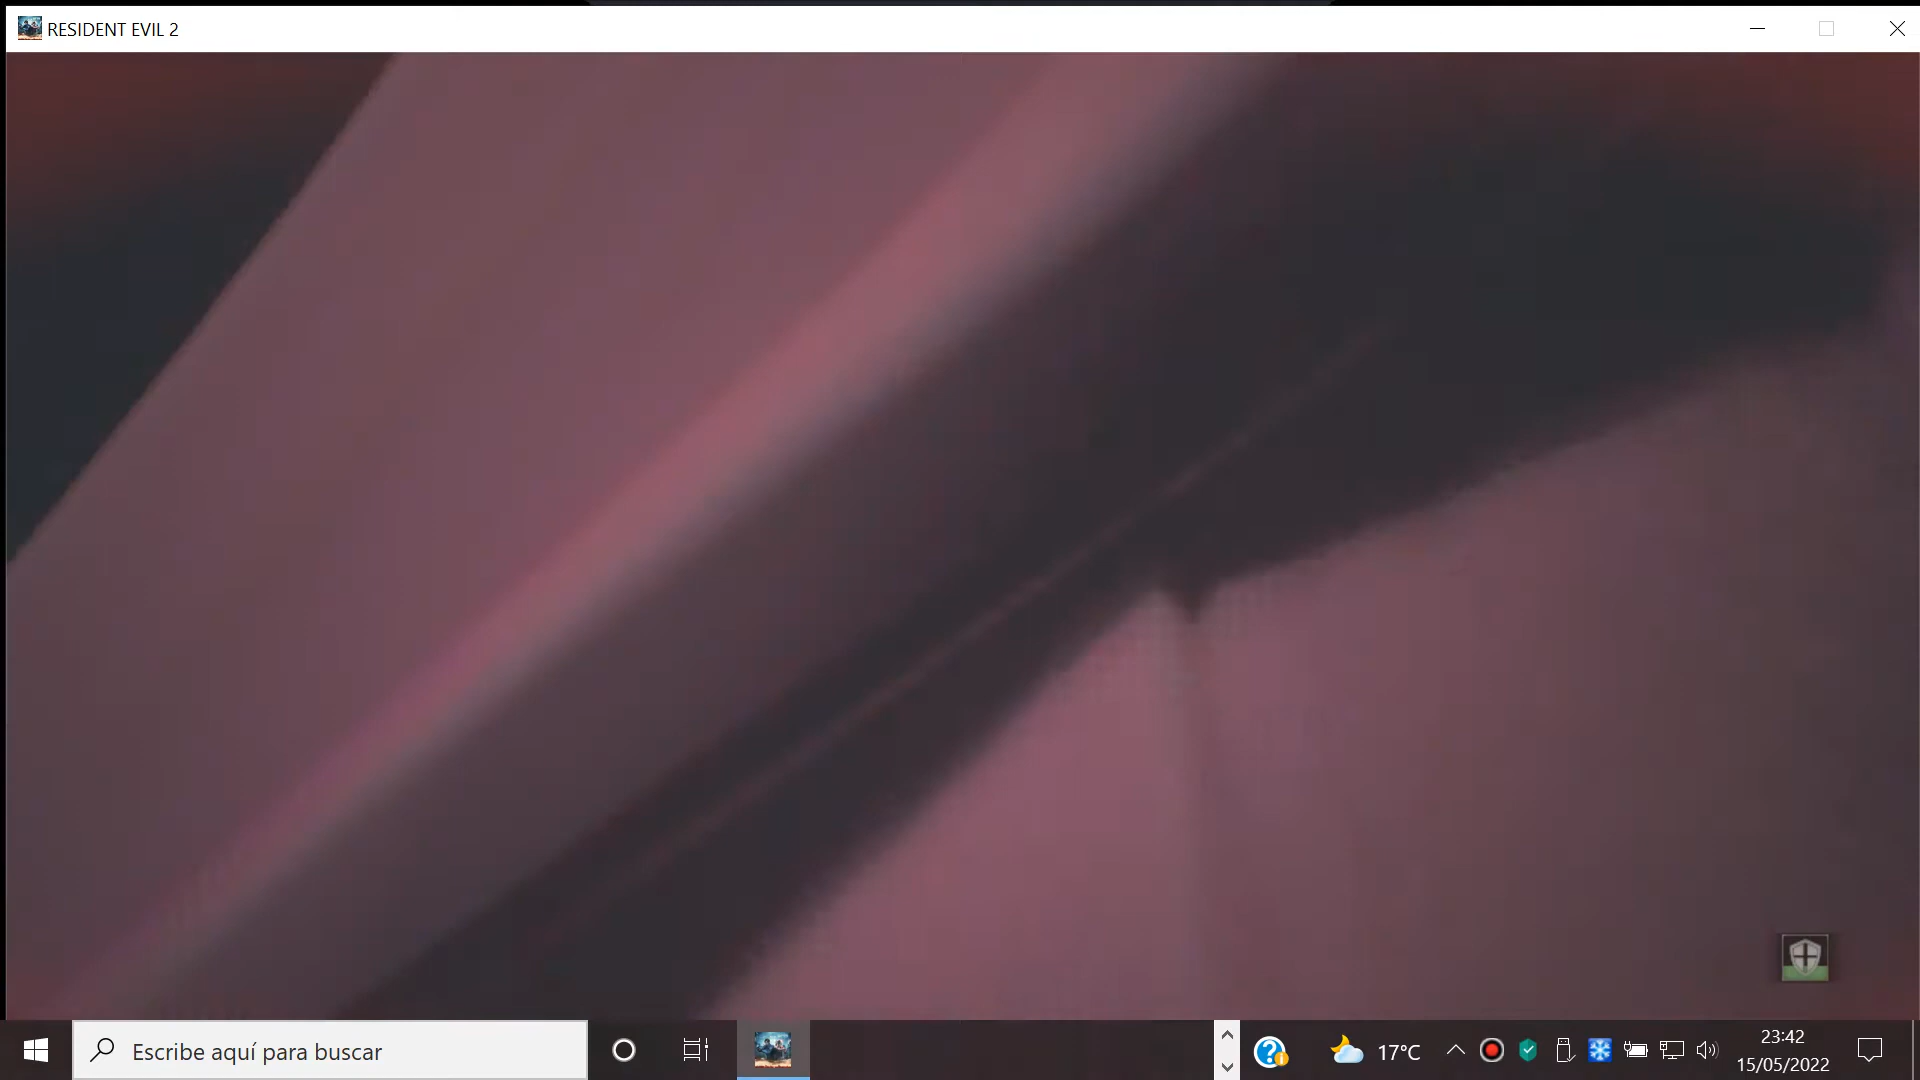 RESIDENT EVIL 2
Escribe aquí para buscar
17°C
23:42
15/05/2022